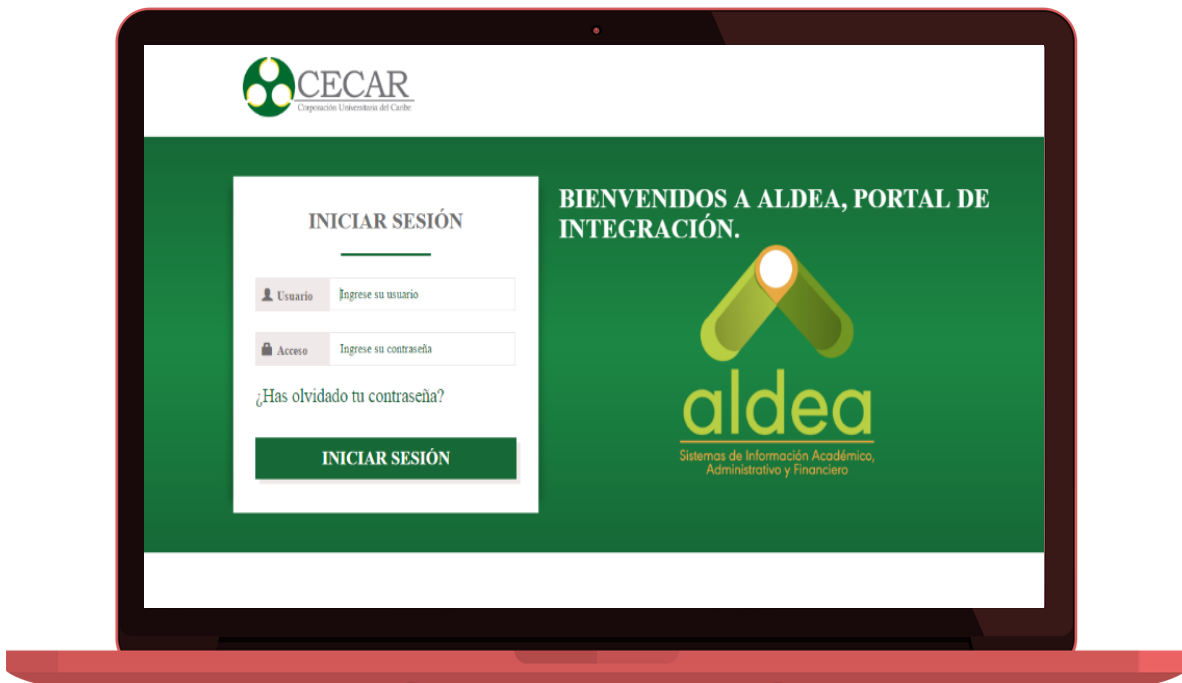 CECAR
Corporación Universitaria del Caribe
INICIAR SESIÓN
Usuario
Ingrese su usuario
Acceso
Ingrese su contraseña
¿Has olvidado tu contraseña?
INICIAR SESIÓN
BIENVENIDOS A ALDEA, PORTAL DE
INTEGRACIÓN.
aldea
Sistemas de Información Académico,
Administrativo y Financiero